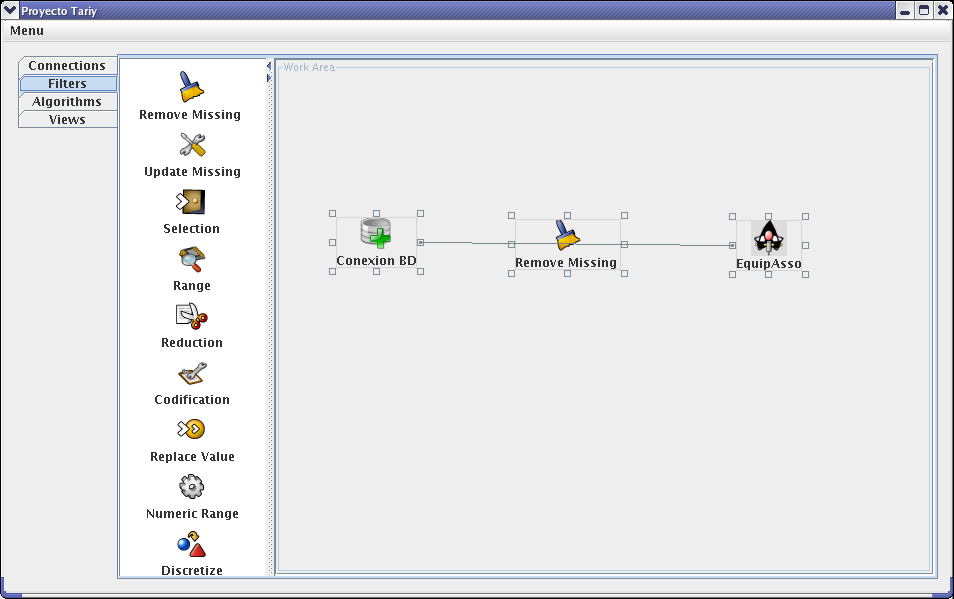 Proyecto Tariy
Menu
Connections
Filters
Algorithms
Views
Remove Missing
Update Missing
Selection
Range
Reduction
Codification
Replace Value
Numeric Range
Discretize
Work Area
Conexion BD
Remove Missing
EquipAsso